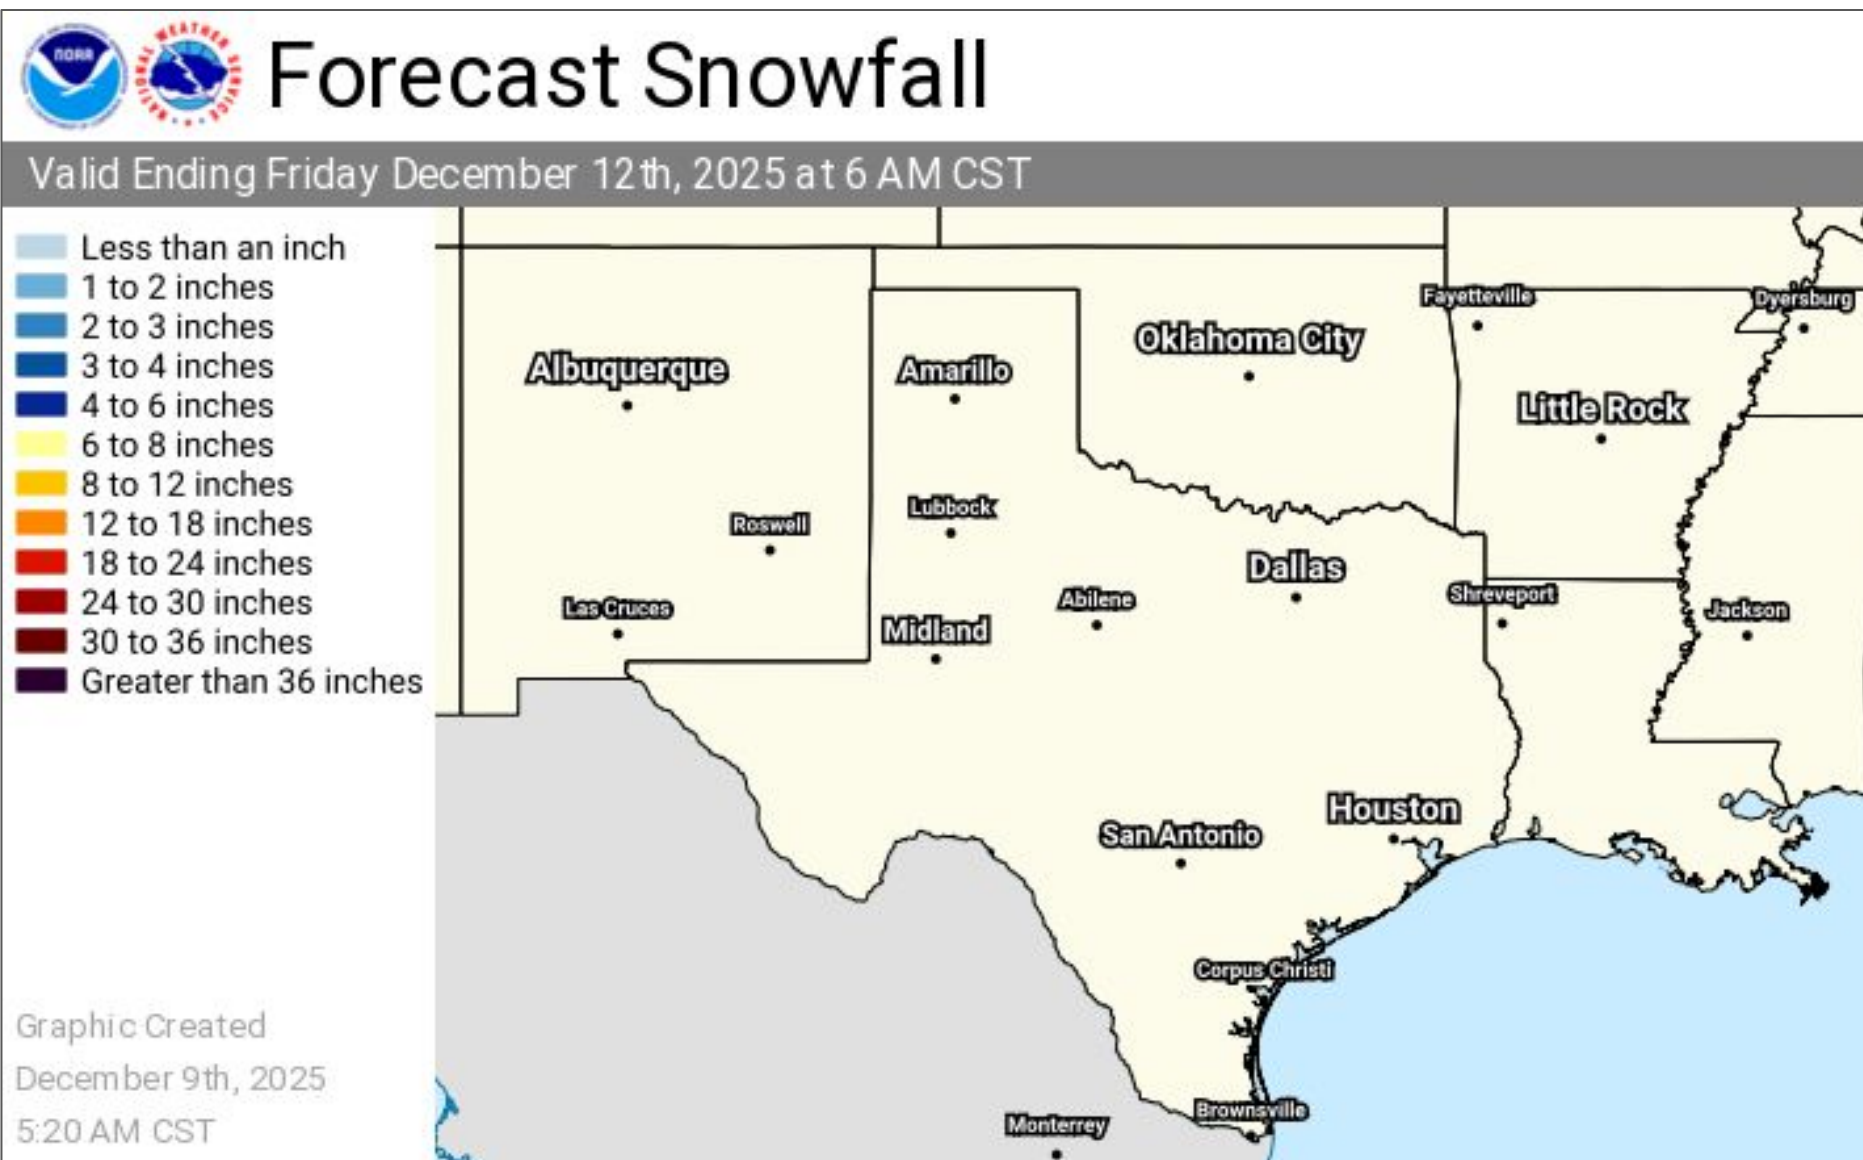 NOAA
NATIONAL WEATHER SERVICE
Forecast Snowfall
Valid Ending Friday December 12th, 2025 at 6 AM CST
Less than an inch
1 to 2 inches
2 to 3 inches
3 to 4 inches
4 to 6 inches
6 to 8 inches
8 to 12 inches
12 to 18 inches
18 to 24 inches
24 to 30 inches
30 to 36 inches
Greater than 36 inches
Graphic Created
December 9th, 2025
5:20 AM CST
Fayetteville
Dyersburg
Oklahoma City
Albuquerque
Amarillo
Little Rock
Lubbock
Roswell
Dallas
Shreveport
Abilene
Las Cruces
Jackson
Midland
Houston
San Antonio
Corpus Christi
Brownsville
Monterrey